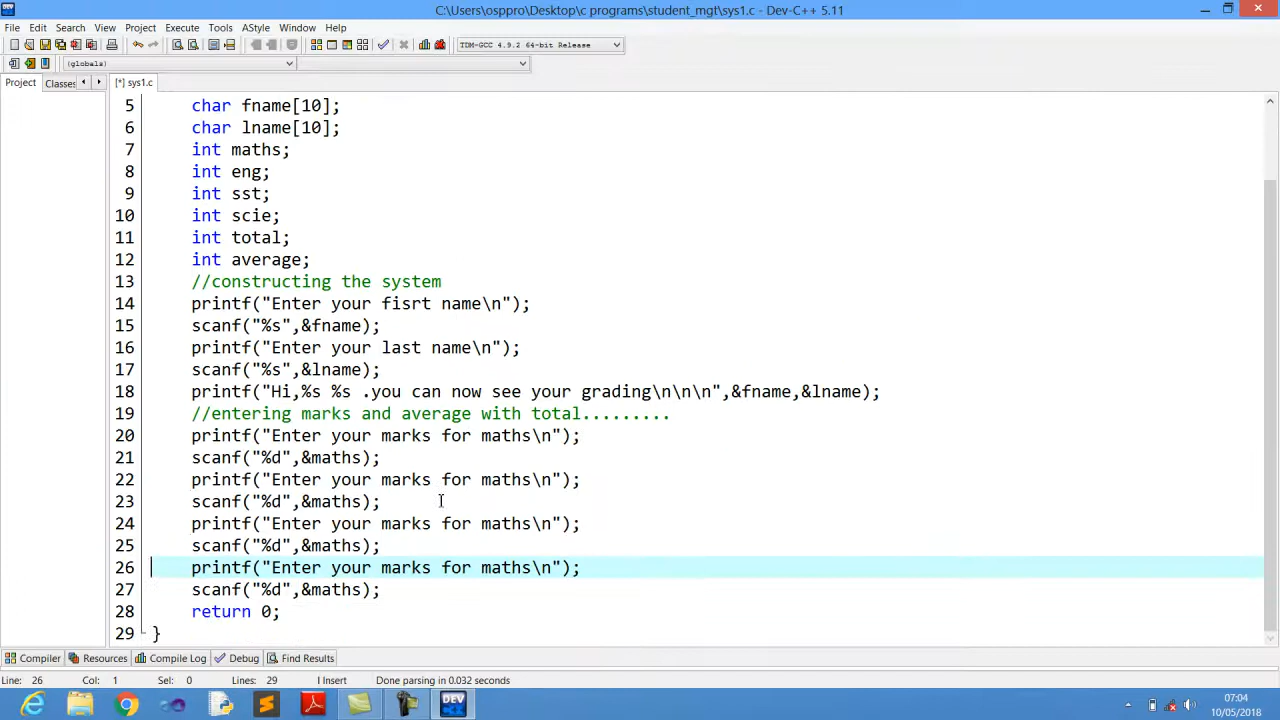 C:\Users\osppro\Desktop\c programs\student_mgt\sys1.c - Dev-C++ 5.11
File Edit Search View Project Execute Tools AStyle Window Help
TDM-GCC 4.9.2 64-bit Release
(globals)
Project Classes [*] sys1.c
5 char fname[10];
6 char lname[10];
7 int maths;
8 int eng;
9 int sst;
10 int scie;
11 int total;
12 int average;
13 //constructing the system
14 printf("Enter your fisrt name\n");
15 scanf("%s",&fname);
16 printf("Enter your last name\n");
17 scanf("%s",&lname);
18 printf("Hi,%s %s .you can now see your grading\n\n\n",&fname,&lname);
19 //entering marks and average with total.........
20 printf("Enter your marks for maths\n");
21 scanf("%d",&maths);
22 printf("Enter your marks for maths\n");
23 scanf("%d",&maths);
24 printf("Enter your marks for maths\n");
25 scanf("%d",&maths);
26 printf("Enter your marks for maths\n");
27 scanf("%d",&maths);
28 return 0;
29 }
Compiler Resources Compile Log Debug Find Results
Line: 26 Col: 1 Sel: 0 Lines: 29 Insert Done parsing in 0.032 seconds
DEV
07:04
10/05/2018